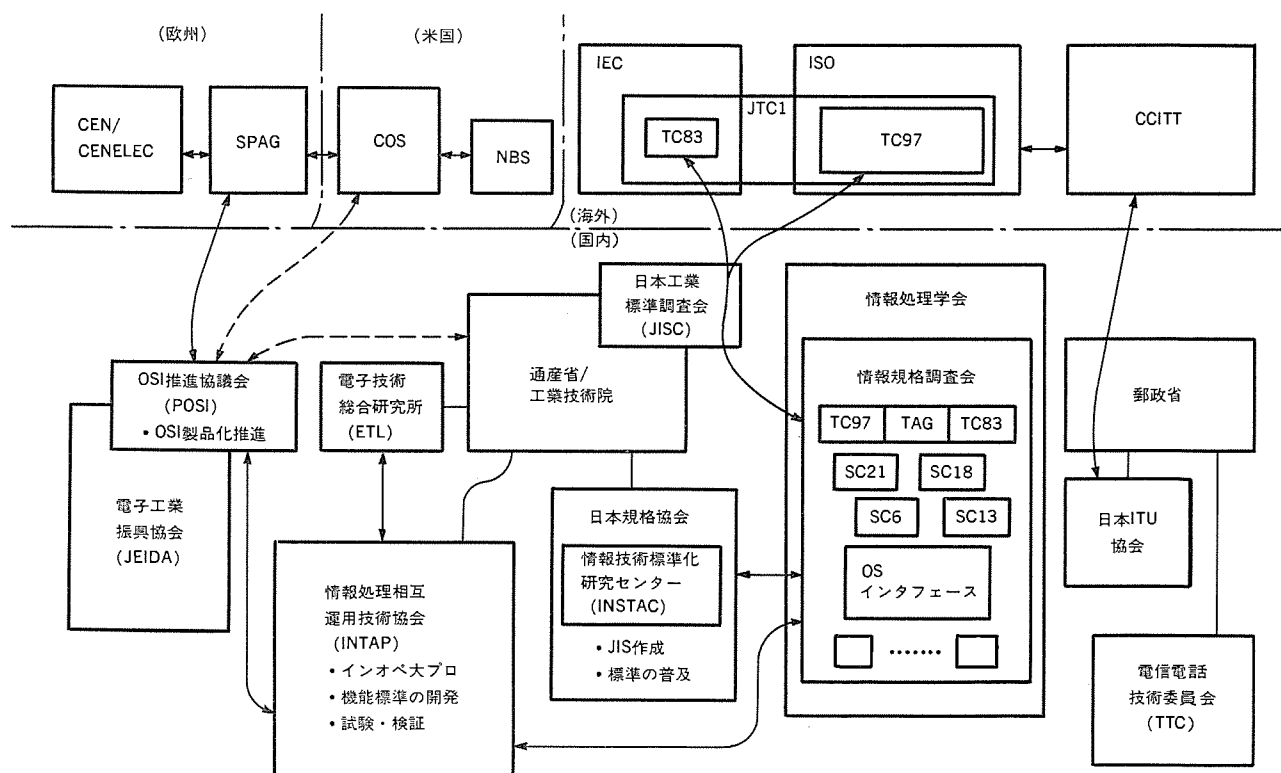 (欧州)
(米国)
CEN/
CENELEC
SPAG
COS
NBS
IEC
ISO
JTC1
TC83
TC97
CCITT
(海外)
(国内)
OSI推進協議会
(POSI)
・OSI製品化推進
電子工業
振興協会
(JEIDA)
電子技術
総合研究所
(ETL)
通産省/
工業技術院
日本工業
標準調査会
(JISC)
情報処理相互
運用技術協会
(INTAP)
・インオペ大プロ
・機能標準の開発
・試験・検証
日本規格協会
情報技術標準化
研究センター
(INSTAC)
・JIS作成
・標準の普及
情報処理学会
情報規格調査会
TC97
TAG
TC83
SC21
SC18
SC6
SC13
OS
インタフェース
.......
郵政省
日本ITU
協会
電信電話
技術委員会
(TTC)